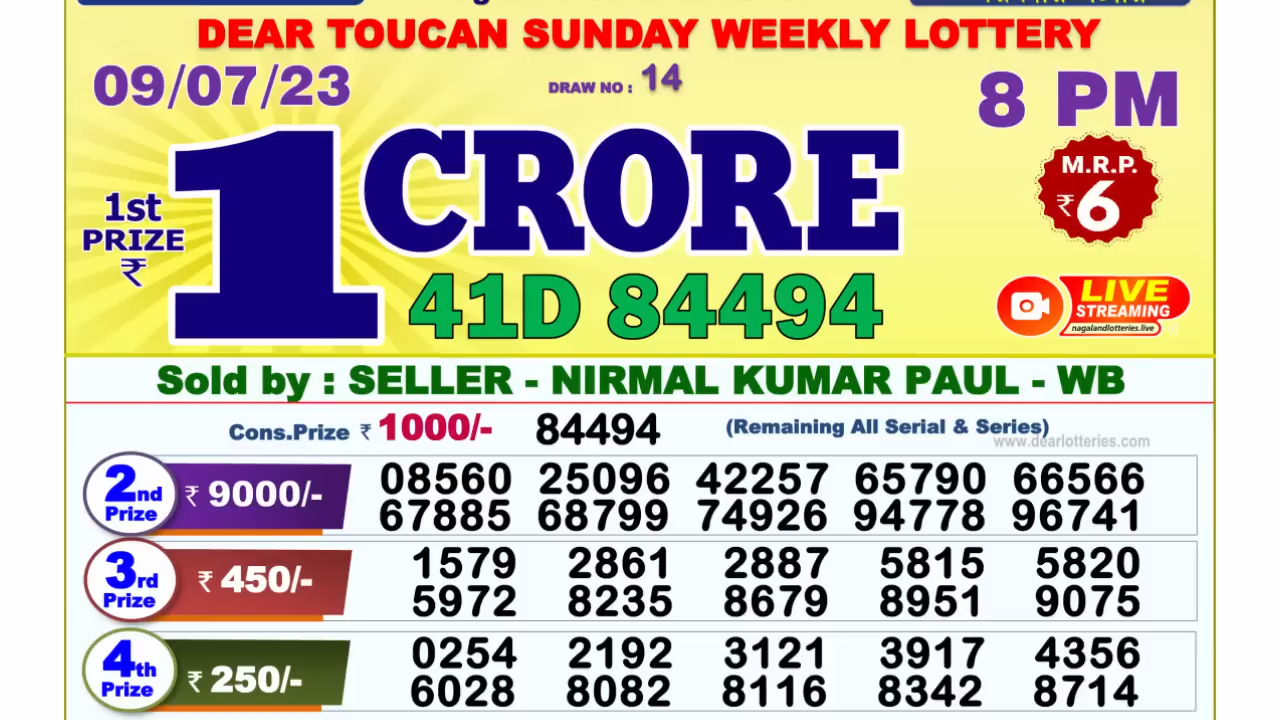 DEAR TOUCAN SUNDAY WEEKLY LOTTERY
09/07/23
DRAW NO : 14
8 PM
1st PRIZE ₹
1 CRORE
M.R.P.
₹ 6
41D 84494
LIVE
STREAMING
nagalandlotteries.live
Sold by : SELLER - NIRMAL KUMAR PAUL - WB
Cons.Prize ₹ 1000/- 84494 (Remaining All Serial & Series)
www.dearlotteries.com
2nd Prize ₹ 9000/-
08560 25096 42257 65790 66566
67885 68799 74926 94778 96741
3rd Prize ₹ 450/-
1579 2861 2887 5815 5820
5972 8235 8679 8951 9075
4th Prize ₹ 250/-
0254 2192 3121 3917 4356
6028 8082 8116 8342 8714